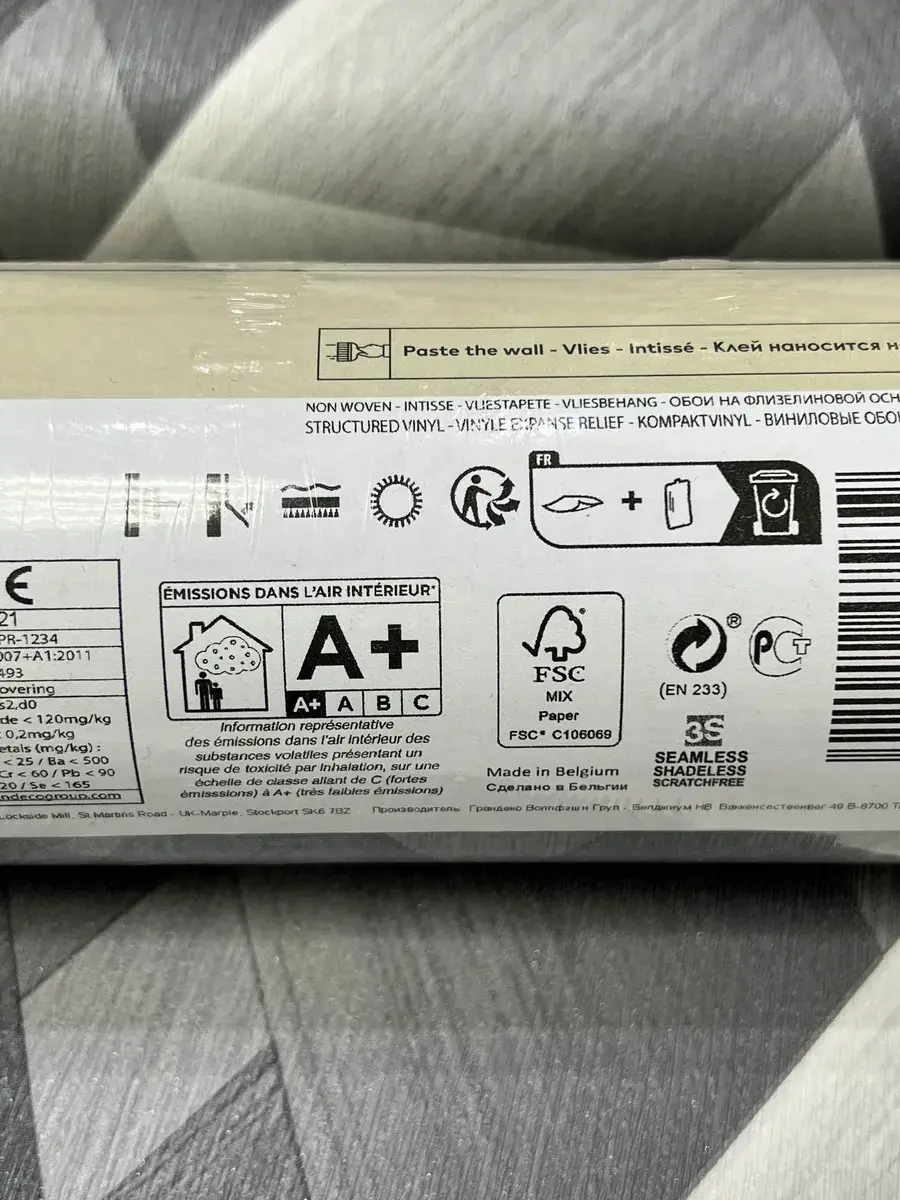 Paste the wall - Vlies - Intissé - Клей наносится
NON WOVEN - INTISSE - VLIESTAPETE - VLIESBEHANG - ОБОИ НА ФЛИЗЕЛИНОВОЙ
STRUCTURED VINYL - VINYLE EXPANSE RELIEF - KOMPAKTVINYL - ВИНИЛОВЫЕ
FR
CE
21
PR-1234
007+A1:2011
493
overing
s2,d0
de < 120mg/kg
0,2mg/kg
etals (mg/kg) :
< 25 / Ba < 500
Cr < 60 / Pb < 90
20 / Se < 165
ndecogroup.com
ÉMISSIONS DANS L'AIR INTÉRIEUR*
A+
A+ A B C
Information représentative
des émissions dans l'air intérieur des
substances volatiles présentant un
risque de toxicité par inhalation, sur une
échelle de classe allant de C (fortes
émisssions) à A+ (très faibles émissions)
FSC
MIX
Paper
FSC® C106069
®
(EN 233)
РСТ
Made in Belgium
Сделано в Бельгии
3S
SEAMLESS
SHADELESS
SCRATCHFREE
Lockside Mill, St Martins Road - UK-Marple, Stockport SK6 7BZ Производитель Грандеко Воллфэшн Груп - Белджиум НВ 49 B-8700